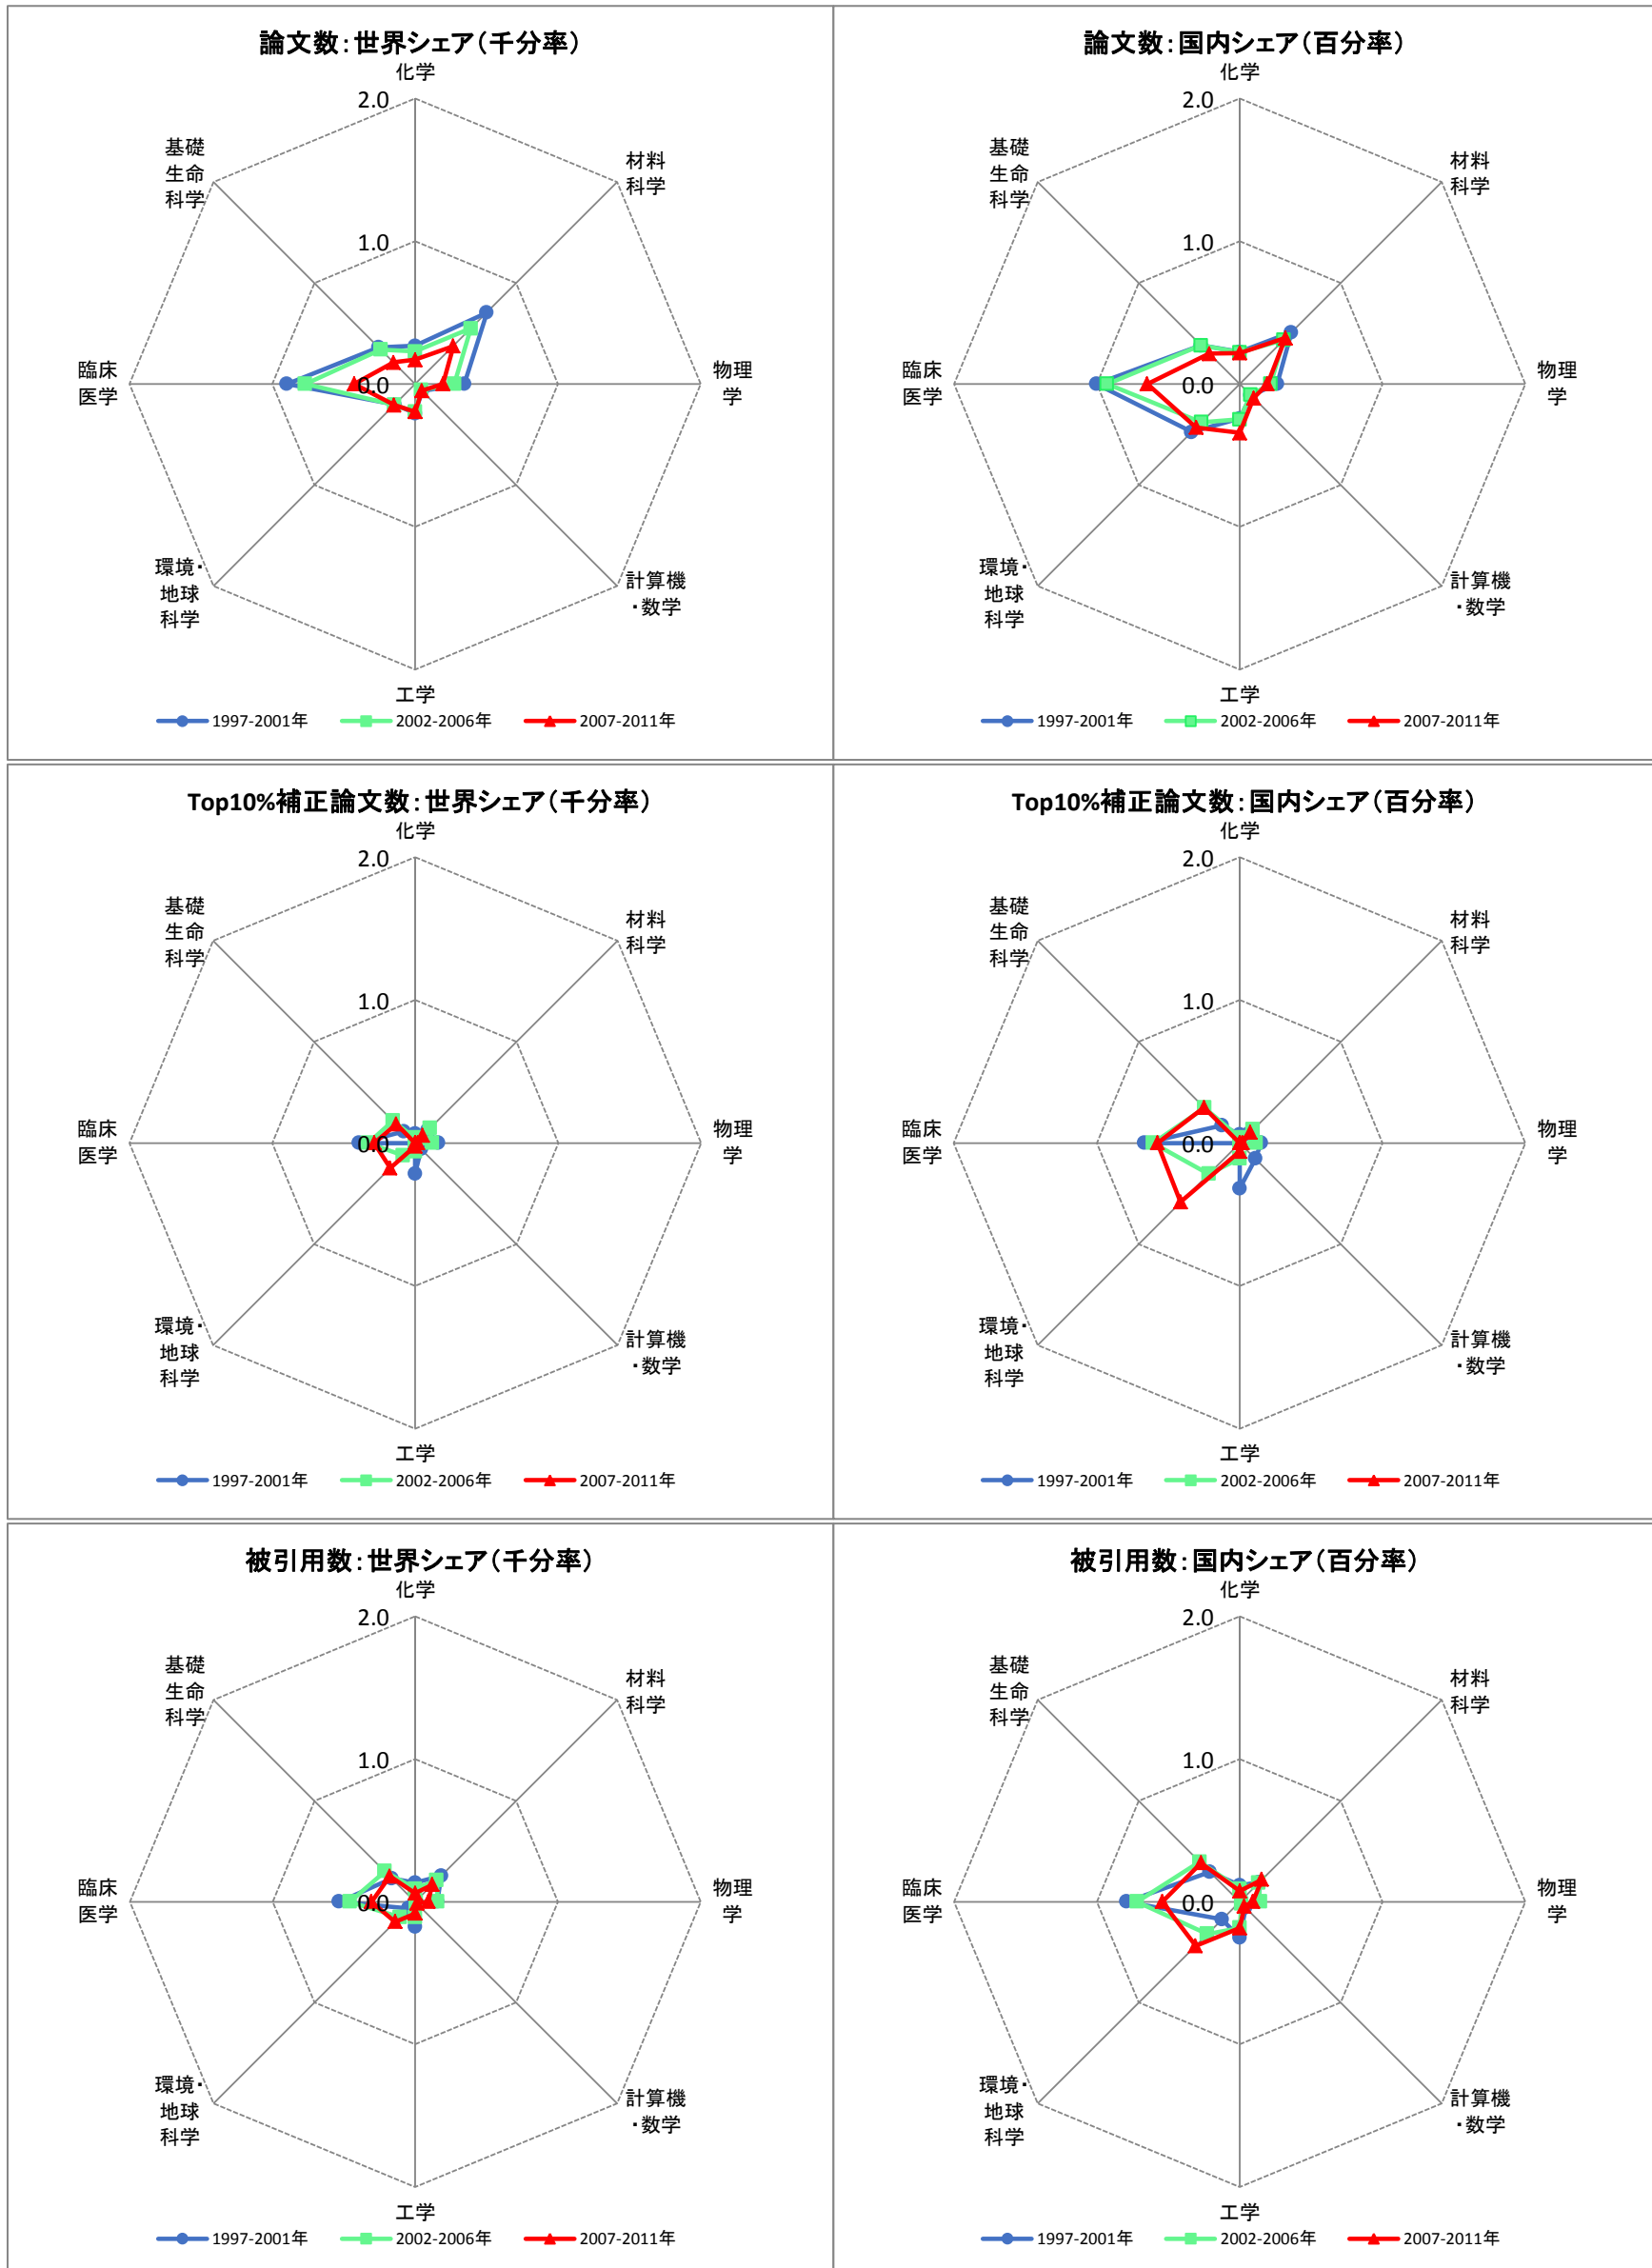 論文数：世界シェア（千分率）
化学
2.0
基礎
生命
科学
材料
科学
1.0
臨床
医学
0.0
物理
学
環境・
地球
科学
計算機
・数学
工学
1997-2001年
2002-2006年
2007-2011年
論文数：国内シェア（百分率）
化学
2.0
基礎
生命
科学
材料
科学
1.0
臨床
医学
0.0
物理
学
環境・
地球
科学
計算機
・数学
工学
1997-2001年
2002-2006年
2007-2011年
Top10%補正論文数：世界シェア（千分率）
化学
2.0
基礎
生命
科学
材料
科学
1.0
臨床
医学
0.0
物理
学
環境・
地球
科学
計算機
・数学
工学
1997-2001年
2002-2006年
2007-2011年
Top10%補正論文数：国内シェア（百分率）
化学
2.0
基礎
生命
科学
材料
科学
1.0
臨床
医学
0.0
物理
学
環境・
地球
科学
計算機
・数学
工学
1997-2001年
2002-2006年
2007-2011年
被引用数：世界シェア（千分率）
化学
2.0
基礎
生命
科学
材料
科学
1.0
臨床
医学
0.0
物理
学
環境・
地球
科学
計算機
・数学
工学
1997-2001年
2002-2006年
2007-2011年
被引用数：国内シェア（百分率）
化学
2.0
基礎
生命
科学
材料
科学
1.0
臨床
医学
0.0
物理
学
環境・
地球
科学
計算機
・数学
工学
1997-2001年
2002-2006年
2007-2011年